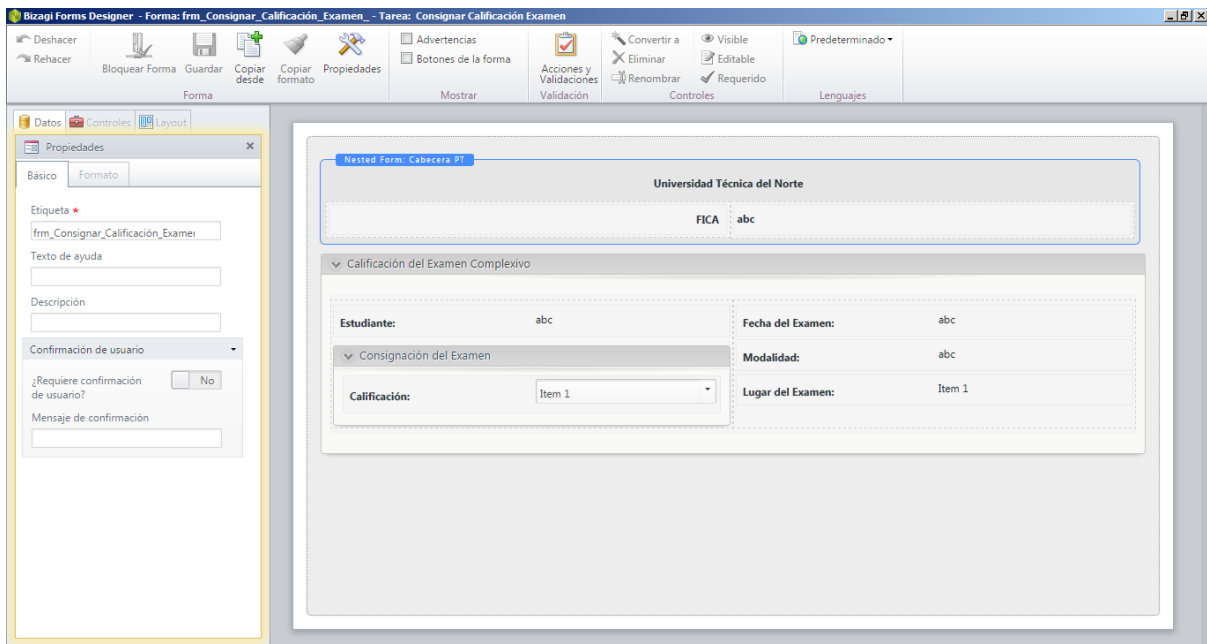 Bizagi Forms Designer - Forma: frm_Consignar_Calificación_Examen_ - Tarea: Consignar Calificación Examen
Deshacer
Rehacer
Bloquear Forma
Guardar
Copiar desde
Forma
Copiar formato
Propiedades
Advertencias
Botones de la forma
Mostrar
Acciones y Validaciones
Validación
Convertir a
Eliminar
Renombrar
Visible
Editable
Requerido
Controles
Predeterminado
Lenguajes
Datos
Controles
Layout
Propiedades
Básico
Formato
Etiqueta *
frm_Consignar_Calificación_Examer
Texto de ayuda
Descripción
Confirmación de usuario
¿Requiere confirmación
de usuario?
No
Mensaje de confirmación
Nested Form: Cabecera PT
Universidad Técnica del Norte
FICA abc
Calificación del Examen Complexivo
Estudiante: abc
Consignación del Examen
Calificación: Item 1
Fecha del Examen: abc
Modalidad: abc
Lugar del Examen: Item 1